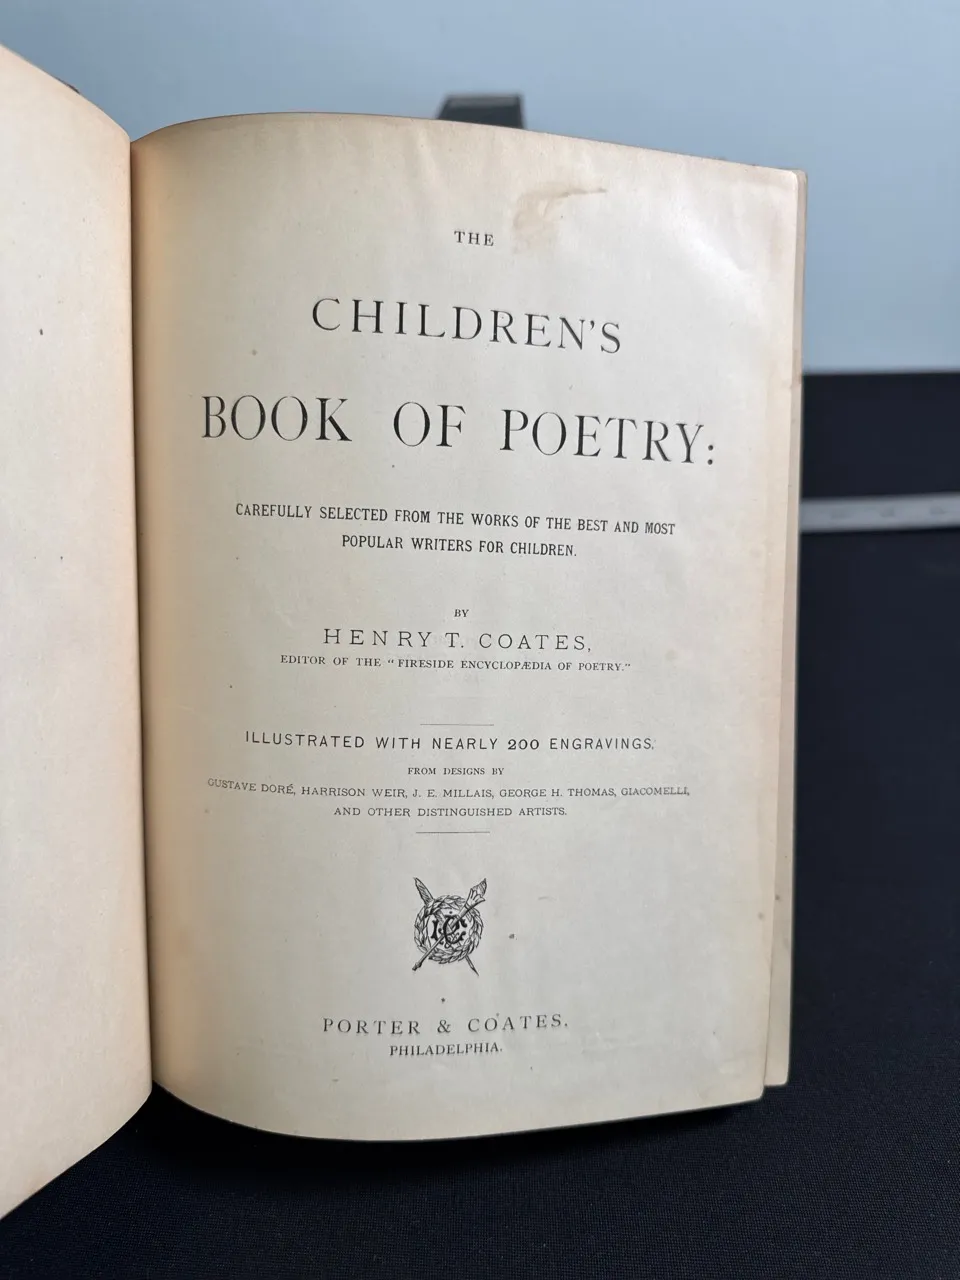 THE
CHILDREN'S
BOOK OF POETRY:
CAREFULLY SELECTED FROM THE WORKS OF THE BEST AND MOST
POPULAR WRITERS FOR CHILDREN.
BY
HENRY T. COATES,
EDITOR OF THE "FIRESIDE ENCYCLOPÆDIA OF POETRY."
ILLUSTRATED WITH NEARLY 200 ENGRAVINGS,
FROM DESIGNS BY
GUSTAVE DORÉ, HARRISON WEIR, J. E. MILLAIS, GEORGE H. THOMAS, GIACOMELLI,
AND OTHER DISTINGUISHED ARTISTS.
PORTER & COATES,
PHILADELPHIA.